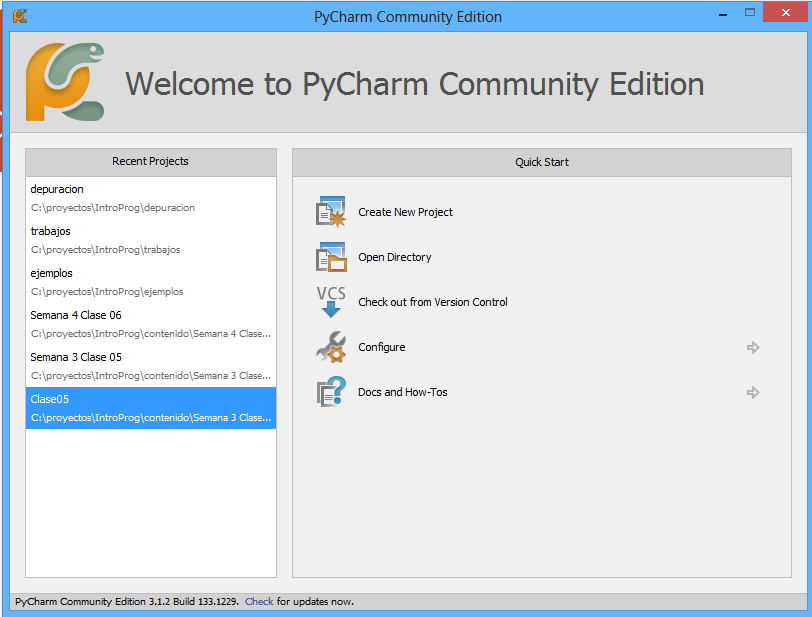 PyCharm Community Edition
Welcome to PyCharm Community Edition
Recent Projects
depuracion
C:\proyectos\IntroProg\depuracion
trabajos
C:\proyectos\IntroProg\trabajos
ejemplos
C:\proyectos\IntroProg\ejemplos
Semana 4 Clase 06
C:\proyectos\IntroProg\contenido\Semana 4 Clase...
Semana 3 Clase 05
C:\proyectos\IntroProg\contenido\Semana 3 Clase...
Clase05
C:\proyectos\IntroProg\contenido\Semana 3 Clase...
Quick Start
Create New Project
Open Directory
VCS
Check out from Version Control
Configure
Docs and How-Tos
PyCharm Community Edition 3.1.2 Build 133.1229. Check for updates now.